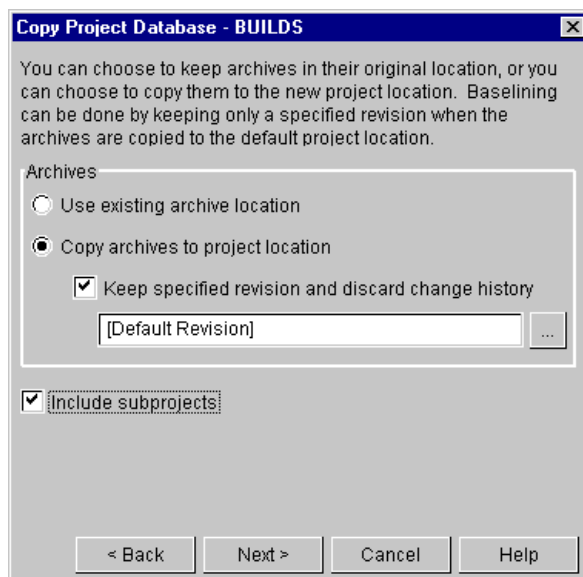 Copy Project Database - BUILDS
You can choose to keep archives in their original location, or you
can choose to copy them to the new project location.  Baselining
can be done by keeping only a specified revision when the
archives are copied to the default project location.
Archives
Use existing archive location
Copy archives to project location
Keep specified revision and discard change history
[Default Revision]
...
Include subprojects
< Back
Next >
Cancel
Help